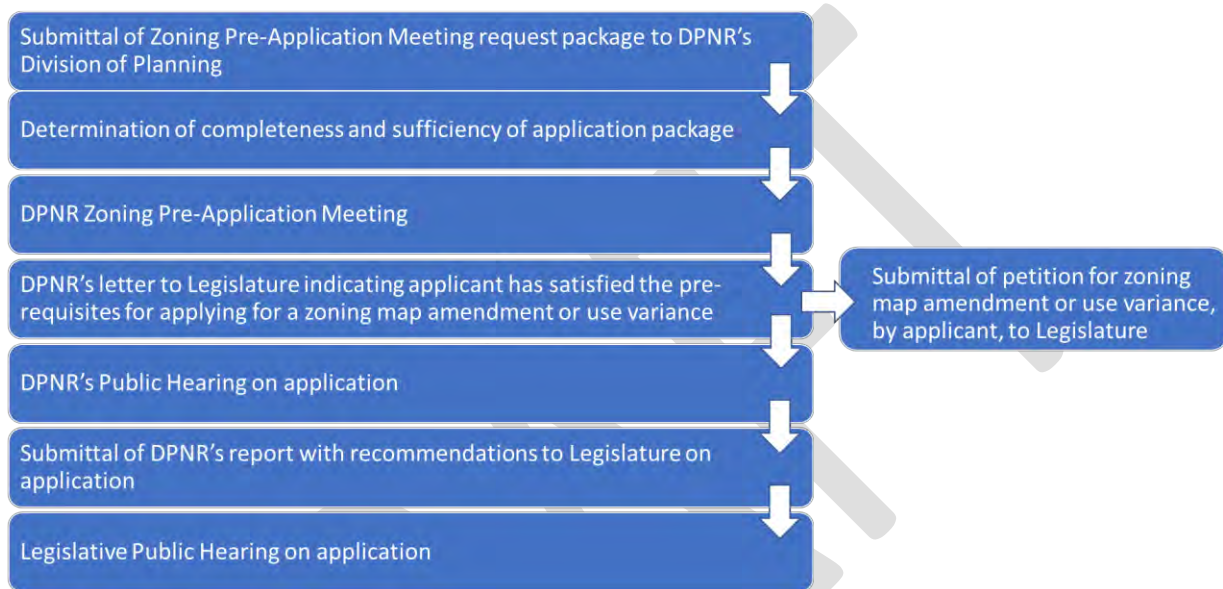 Submittal of Zoning Pre-Application Meeting request package to DPNR's
Division of Planning
Determination of completeness and sufficiency of application package
DPNR Zoning Pre-Application Meeting
DPNR's letter to Legislature indicating applicant has satisfied the pre-
requisites for applying for a zoning map amendment or use variance
Submittal of petition for zoning
map amendment or use variance,
by applicant, to Legislature
DPNR's Public Hearing on application
Submittal of DPNR's report with recommendations to Legislature on
application
Legislative Public Hearing on application